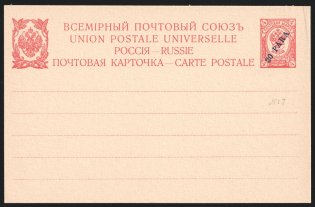 ВСЕМІРНЫЙ ПОЧТОВЫЙ СОЮЗЪ
UNION POSTALE UNIVERSELLE
РОССІЯ — RUSSIE
ПОЧТОВАЯ КАРТОЧКА — CARTE POSTALE
20 PARA